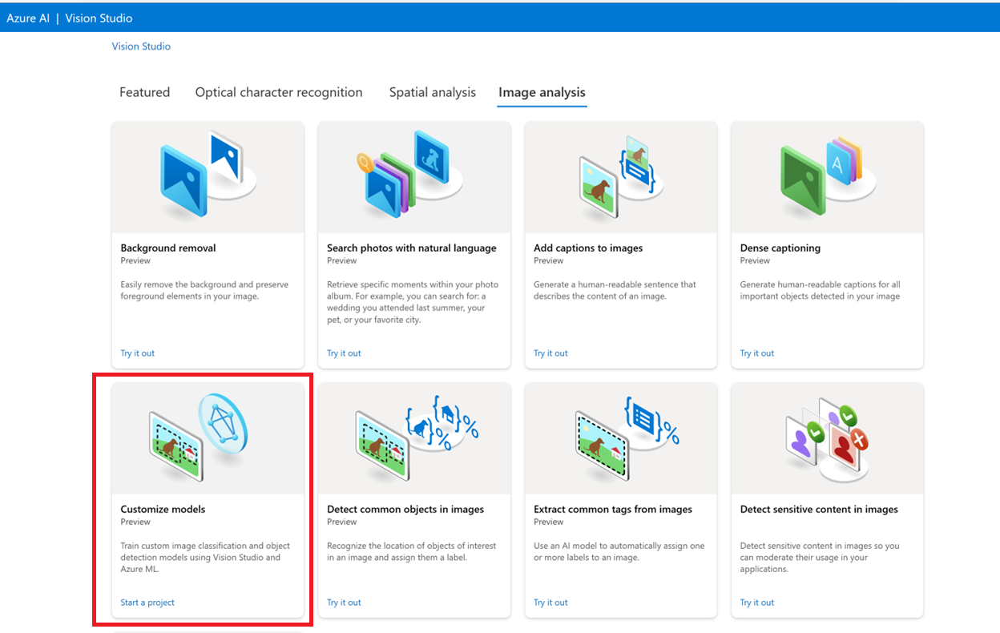 Azure AI | Vision Studio
Vision Studio
Featured Optical character recognition Spatial analysis Image analysis
A
Background removal
Preview
Easily remove the background and preserve
foreground elements in your image.
Try it out
Search photos with natural language
Preview
Retrieve specific moments within your photo
album. For example, you can search for: a
wedding you attended last summer, your
pet, or your favorite city.
Try it out
Add captions to images
Preview
Generate a human-readable sentence that
describes the content of an image.
Try it out
Dense captioning
Preview
Generate human-readable captions for all
important objects detected in your image
Try it out
Customize models
Preview
Train custom image classification and object
detection models using Vision Studio and
Azure ML.
Start a project
{ } { } %
%
Detect common objects in images
Preview
Recognize the location of objects of interest
in an image and assign them a label.
Try it out
{ } %
Extract common tags from images
Preview
Use an AI model to automatically assign one
or more labels to an image.
Try it out
Detect sensitive content in images
Detect sensitive content in images so you
can moderate their usage in your
applications.
Try it out